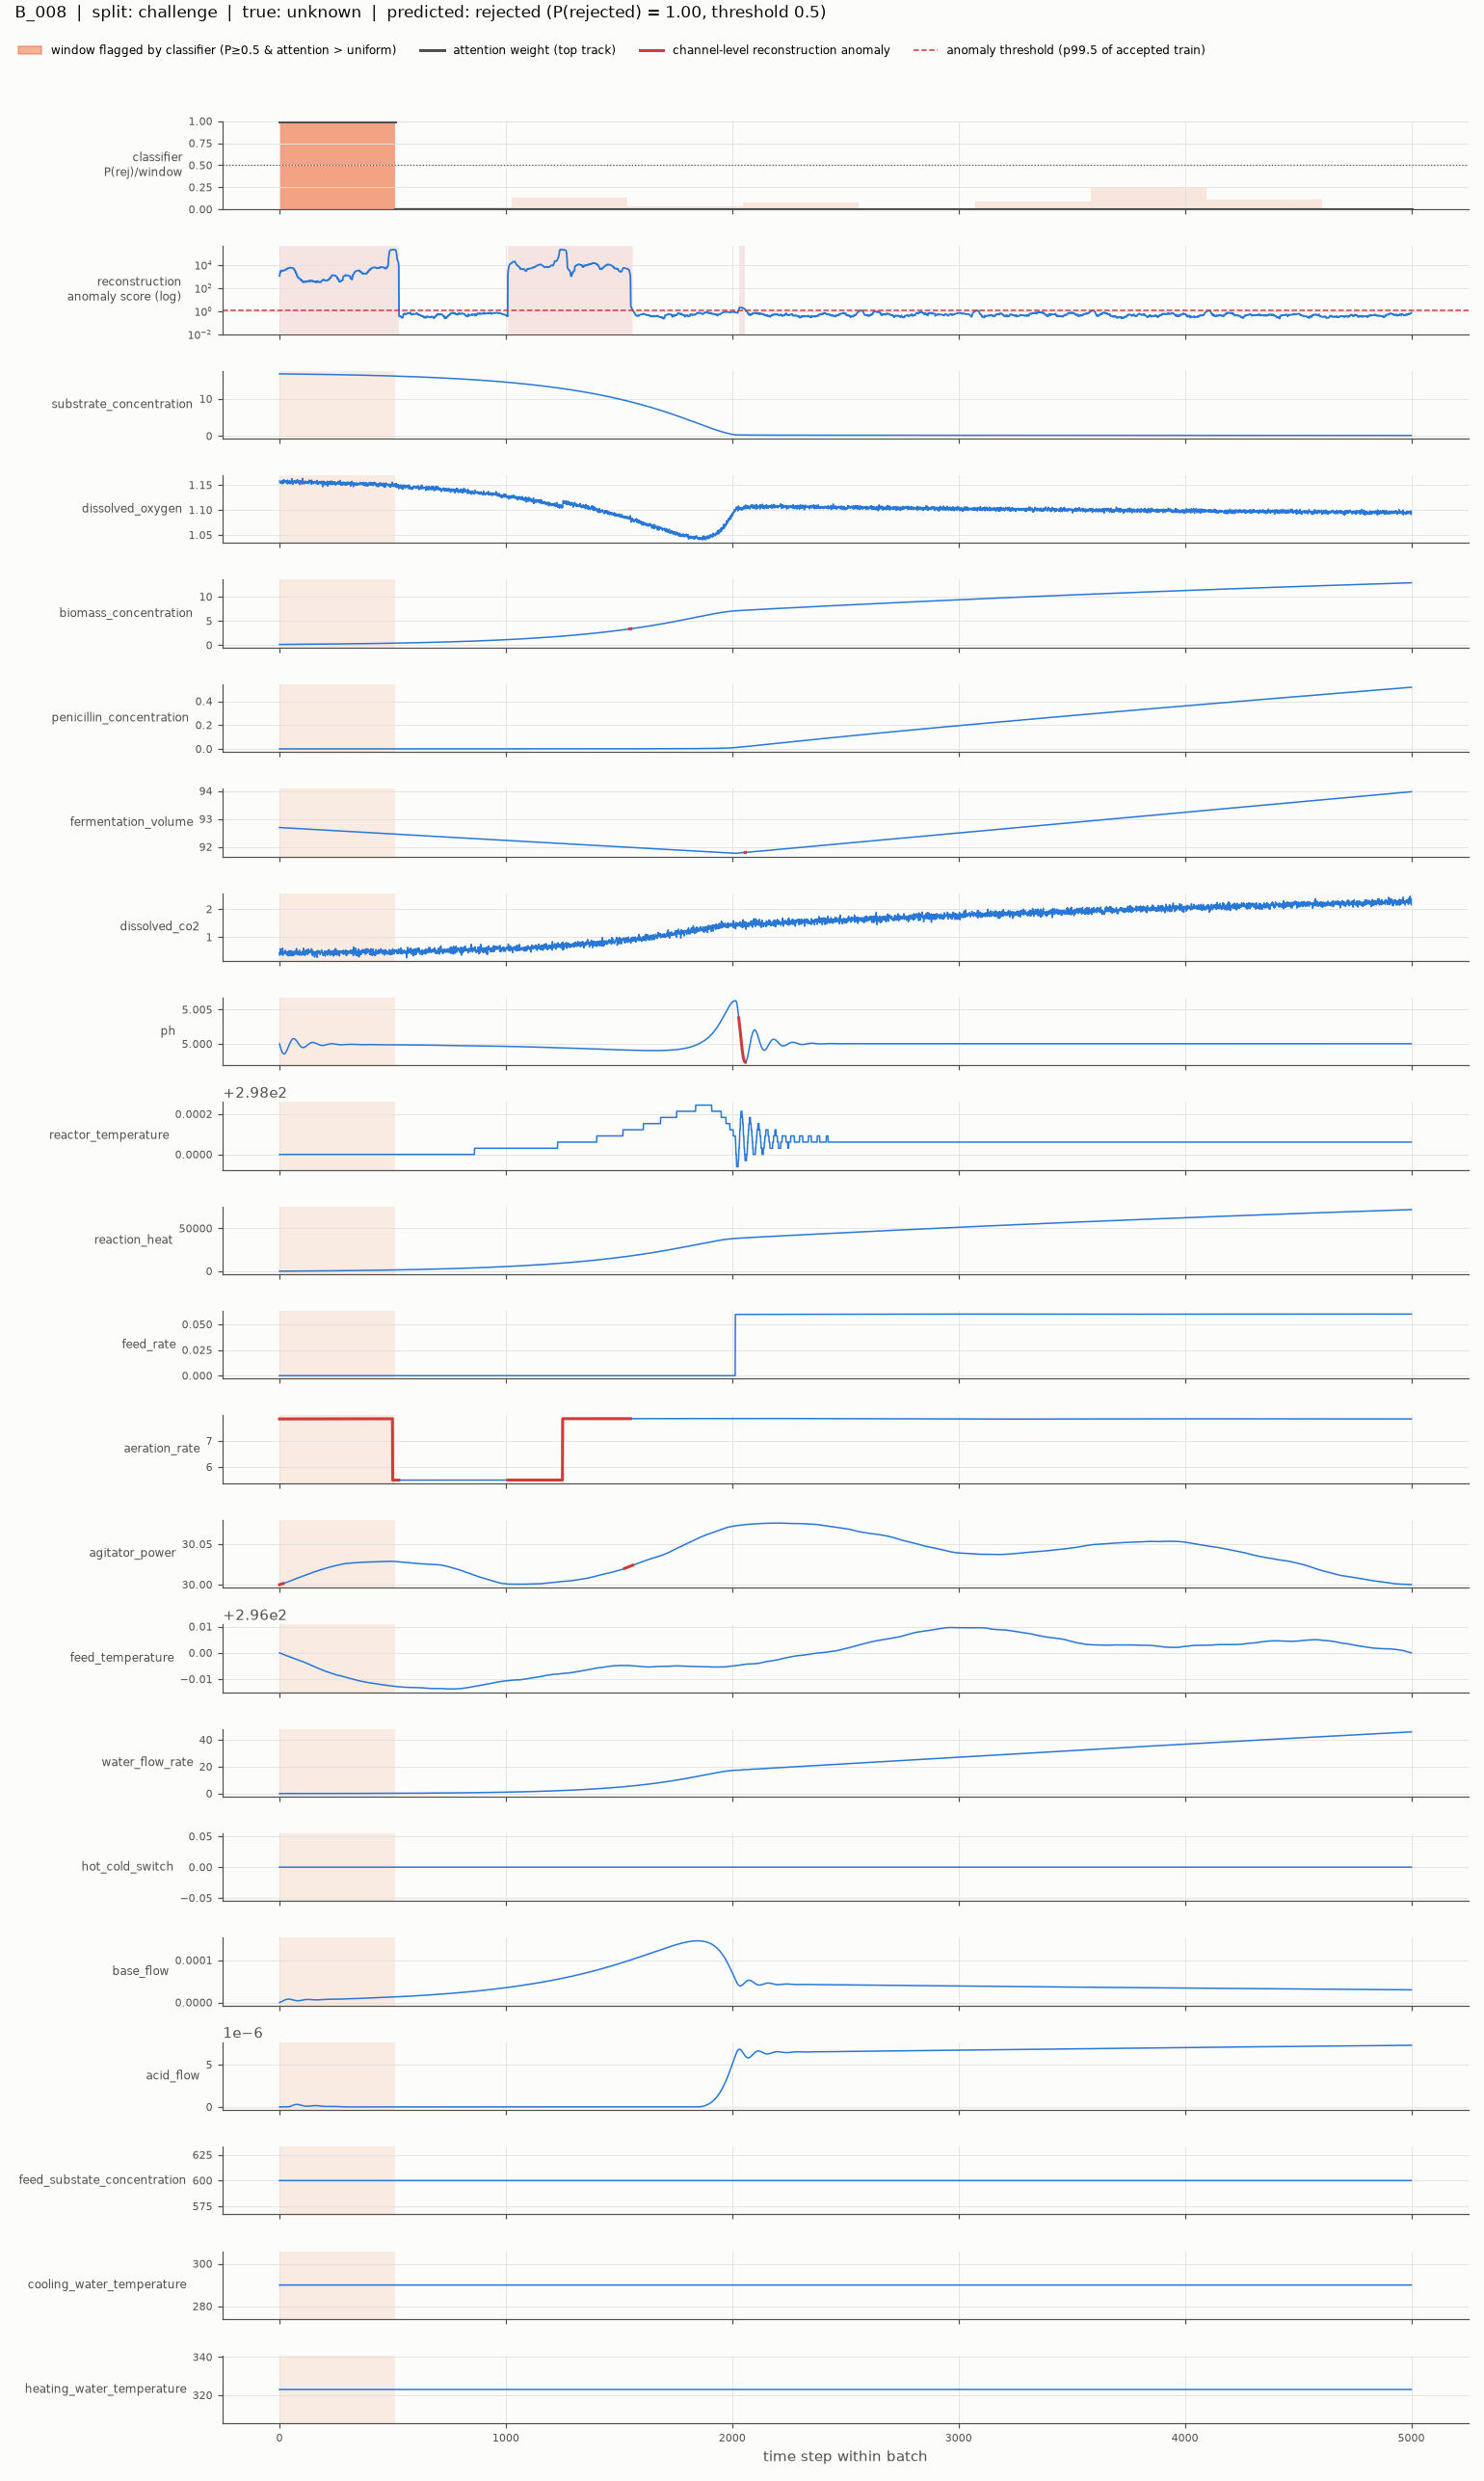 B_008 | split: challenge | true: unknown | predicted: rejected (P(rejected) = 1.00, threshold 0.5)
window flagged by classifier (P≥0.5 & attention > uniform) attention weight (top track) channel-level reconstruction anomaly anomaly threshold (p99.5 of accepted train)
classifier
P(rej)/window
1.00
0.75
0.50
0.25
0.00
reconstruction
anomaly score (log)
10⁴
10²
10⁰
10⁻²
substrate_concentration
10
0
dissolved_oxygen
1.15
1.10
1.05
biomass_concentration
10
5
0
penicillin_concentration
0.4
0.2
0.0
fermentation_volume
94
93
92
dissolved_co2
2
1
ph
5.005
5.000
+2.98e2
reactor_temperature
0.0002
0.0000
reaction_heat
50000
0
feed_rate
0.050
0.025
0.000
aeration_rate
7
6
agitator_power
30.05
30.00
+2.96e2
feed_temperature
0.01
0.00
−0.01
water_flow_rate
40
20
0
hot_cold_switch
0.05
0.00
−0.05
base_flow
0.0001
0.0000
1e−6
acid_flow
5
0
feed_substate_concentration
625
600
575
cooling_water_temperature
300
280
heating_water_temperature
340
320
0 1000 2000 3000 4000 5000
time step within batch